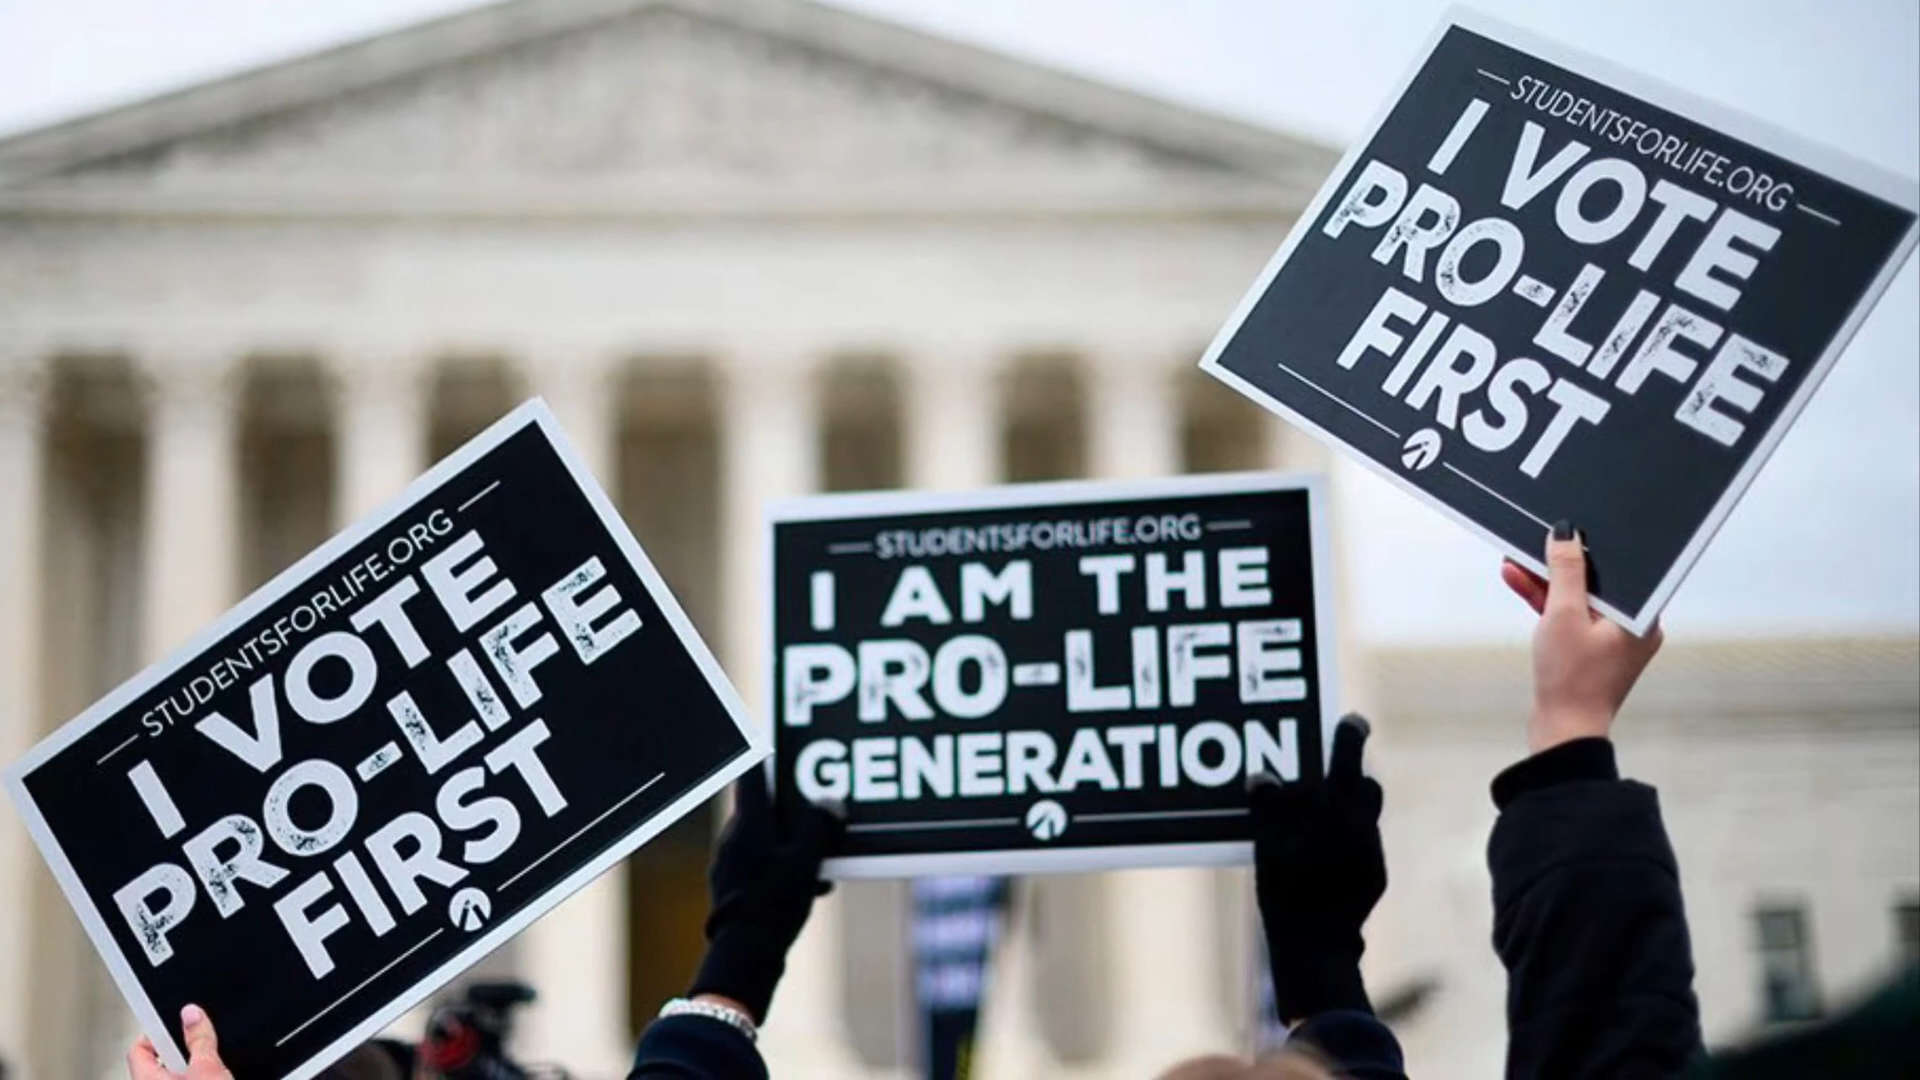 STUDENTSFORLIFE.ORG
I VOTE
PRO-LIFE
FIRST
STUDENTSFORLIFE.ORG
I AM THE
PRO-LIFE
GENERATION
STUDENTSFORLIFE.ORG
I VOTE
PRO-LIFE
FIRST